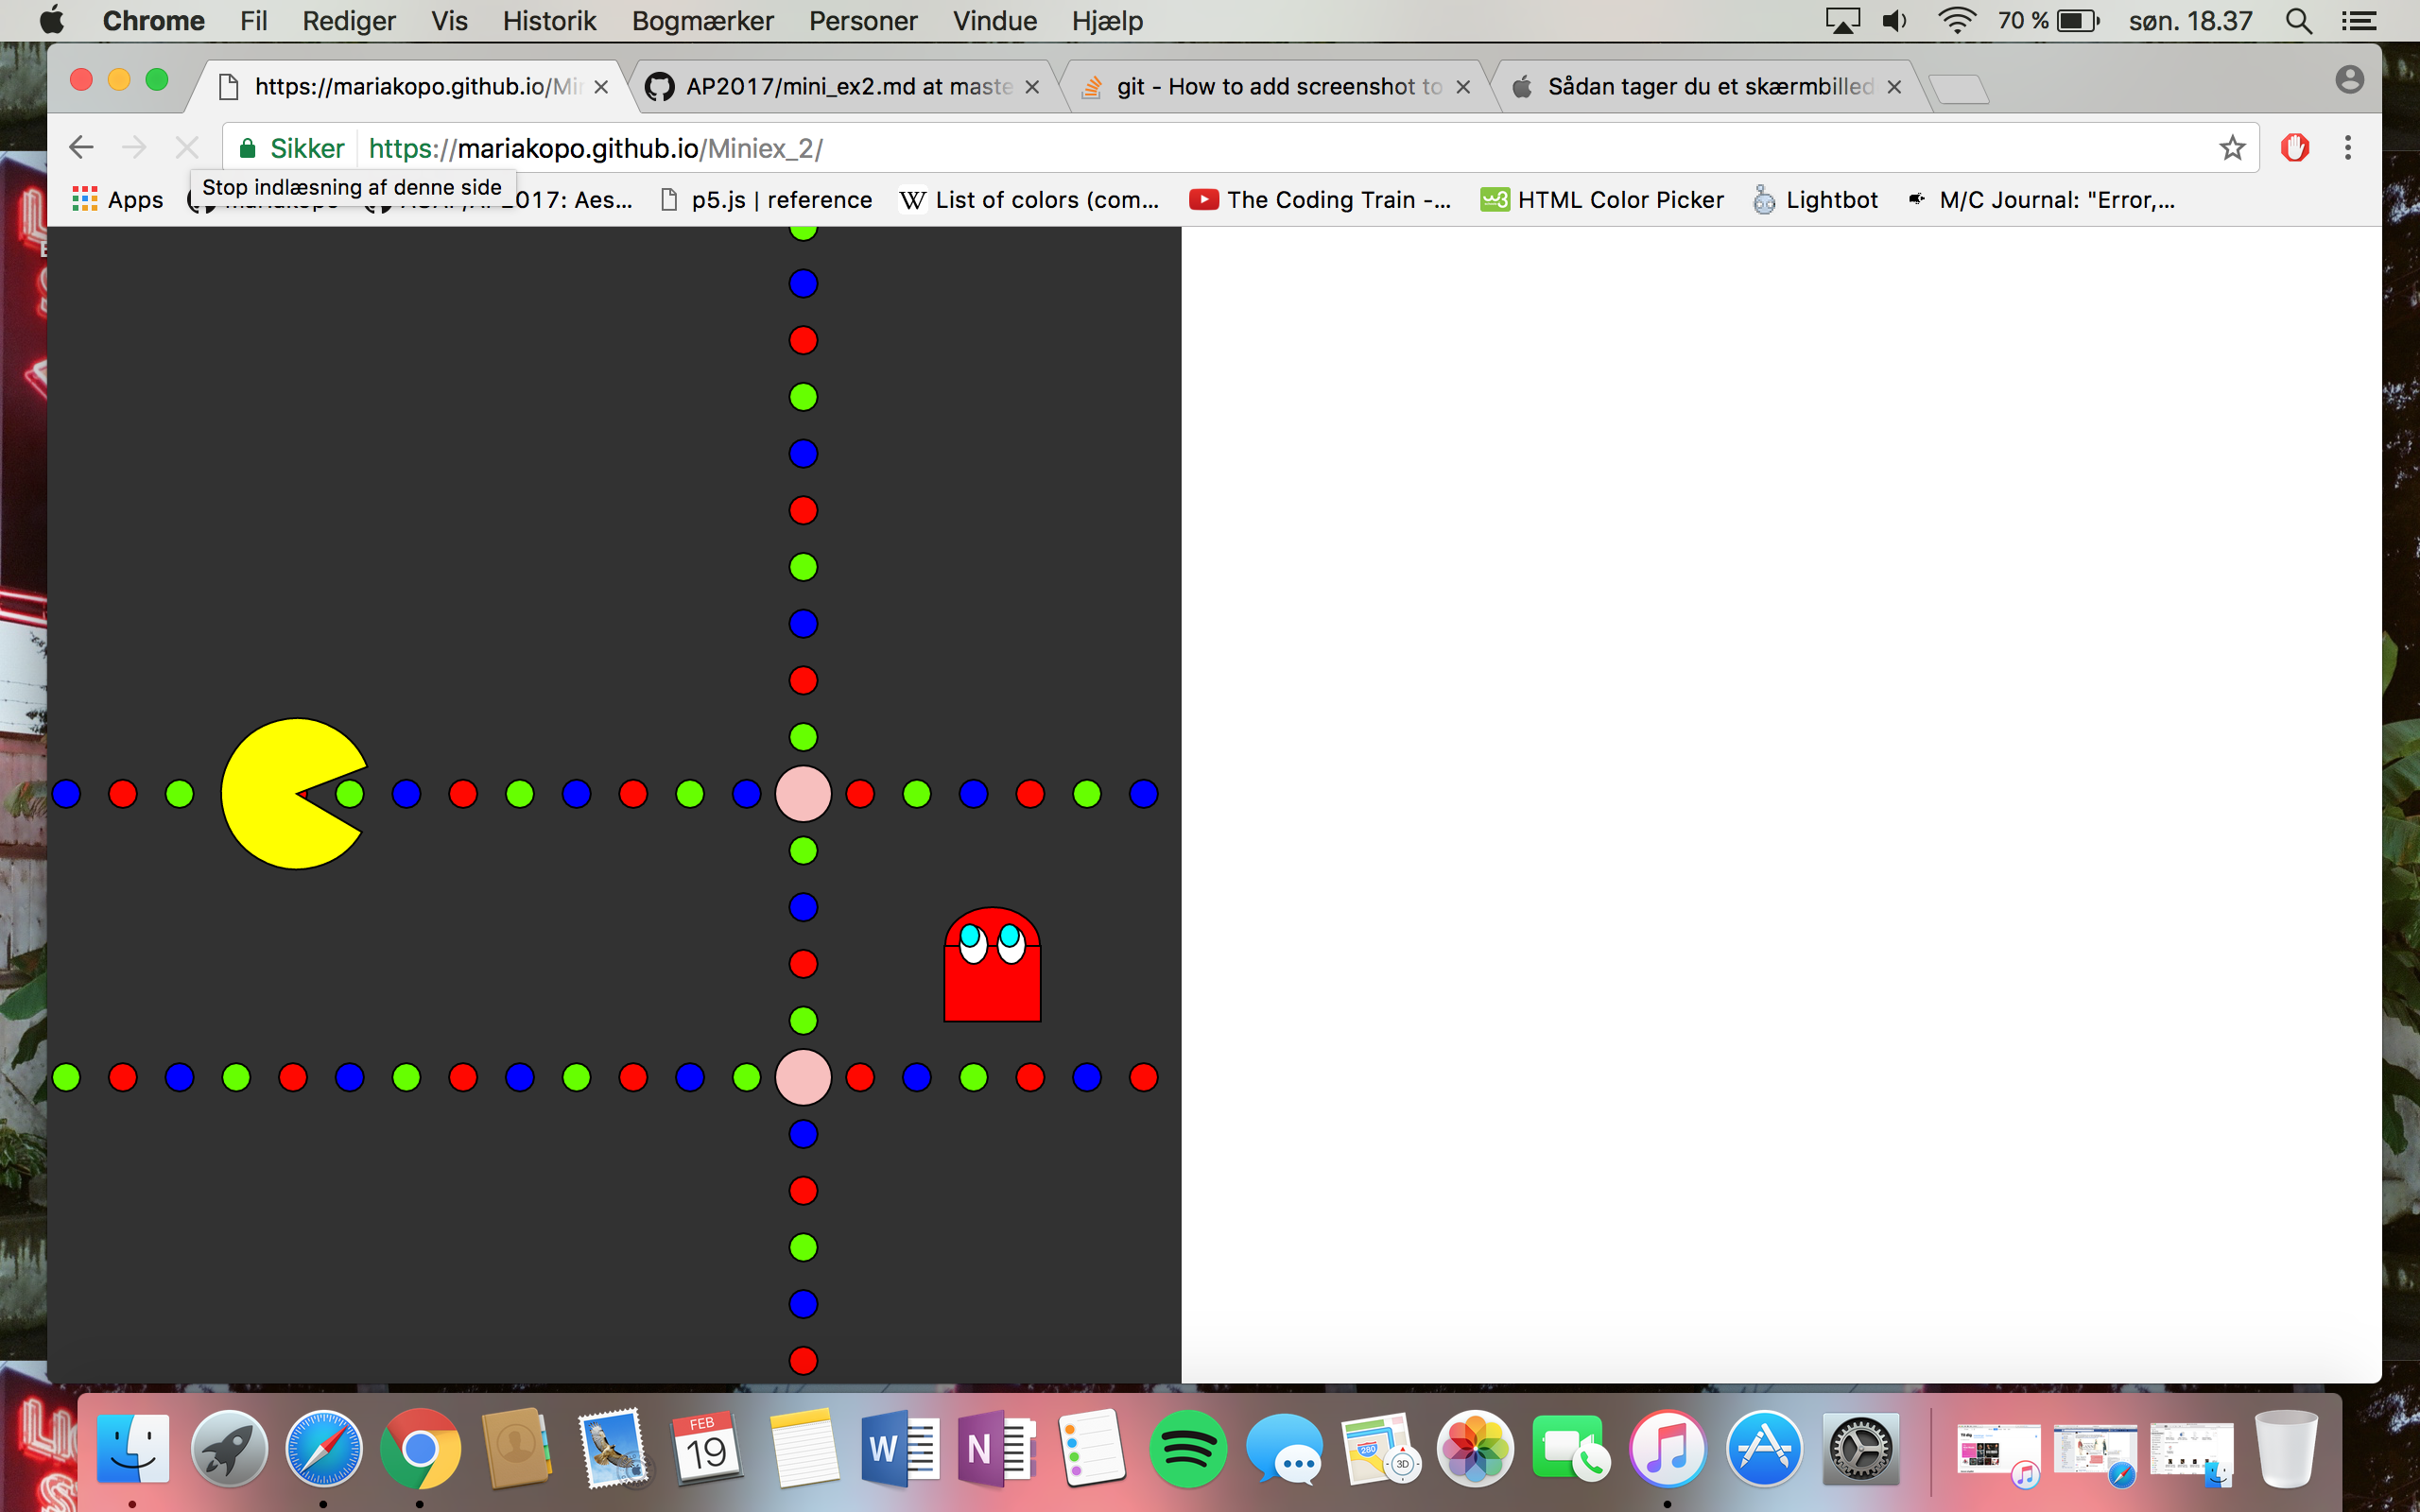 Chrome Fil Rediger Vis Historik Bogmærker Personer Vindue Hjælp 70 % søn. 18.37
https://mariakopo.github.io/Mi AP2017/mini_ex2.md at maste git - How to add screenshot to Sådan tager du et skærmbilled
Sikker https://mariakopo.github.io/Miniex_2/
Stop indlæsning af denne side
Apps 2017: Aes... p5.js | reference W List of colors (com... The Coding Train -... w3 HTML Color Picker Lightbot M/C Journal: "Error,...
FEB
19
W
N
280
3D